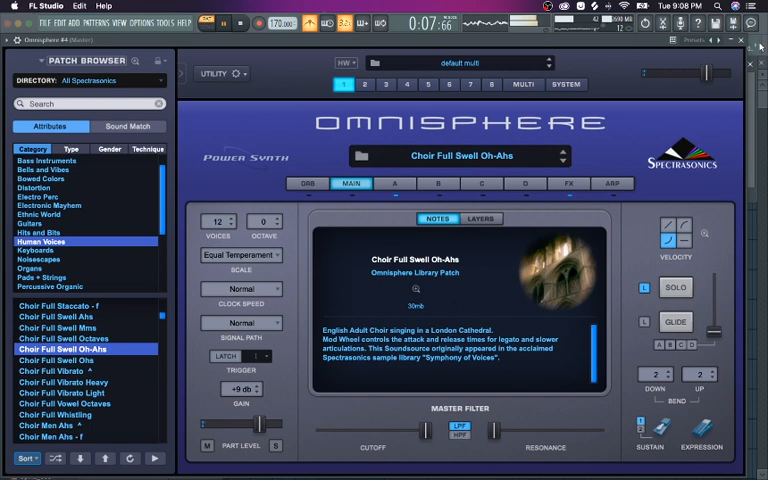 FL Studio Edit Help
Tue 9:08 PM
FILE EDIT ADD PATTERNS VIEW OPTIONS TOOLS HELP
170.000
0:07:66
42
Omnisphere #4 (Master)
Presets
PATCH BROWSER
DIRECTORY: All Spectrasonics
Search
Attributes Sound Match
Category Type Gender Technique
Bass Instruments
Bells and Vibes
Bowed Colors
Distortion
Electro Perc
Electronic Mayhem
Ethnic World
Guitars
Hits and Bits
Human Voices
Keyboards
Noisescapes
Organs
Pads + Strings
Percussive Organic
Choir Full Staccato - f
Choir Full Swell Ahs
Choir Full Swell Mms
Choir Full Swell Octaves
Choir Full Swell Oh-Ahs
Choir Full Swell Ohs
Choir Full Vibrato ^
Choir Full Vibrato Heavy
Choir Full Vibrato Light
Choir Full Vowel Octaves
Choir Full Whistling
Choir Men Ahs ^
Choir Men Ahs - f
Sort
UTILITY
HW
default multi
1 2 3 4 5 6 7 8 MULTI SYSTEM
OMNISPHERE
POWER SYNTH
Choir Full Swell Oh-Ahs
SPECTRASONICS
ORB MAIN A B C D FX ARP
12 0
VOICES OCTAVE
Equal Temperament
SCALE
Normal
CLOCK SPEED
Normal
SIGNAL PATH
LATCH
TRIGGER
+9 db
GAIN
M PART LEVEL S
NOTES LAYERS
Choir Full Swell Oh-Ahs
Omnisphere Library Patch
30mb
English Adult Choir singing in a London Cathedral.
Mod Wheel controls the attack and release times for legato and slower
articulations. This Soundsource originally appeared in the acclaimed
Spectrasonics sample library "Symphony of Voices".
MASTER FILTER
CUTOFF LPF HPF RESONANCE
VELOCITY
L SOLO
L GLIDE
A B C D
2 2
DOWN UP
BEND
1
2
SUSTAIN EXPRESSION